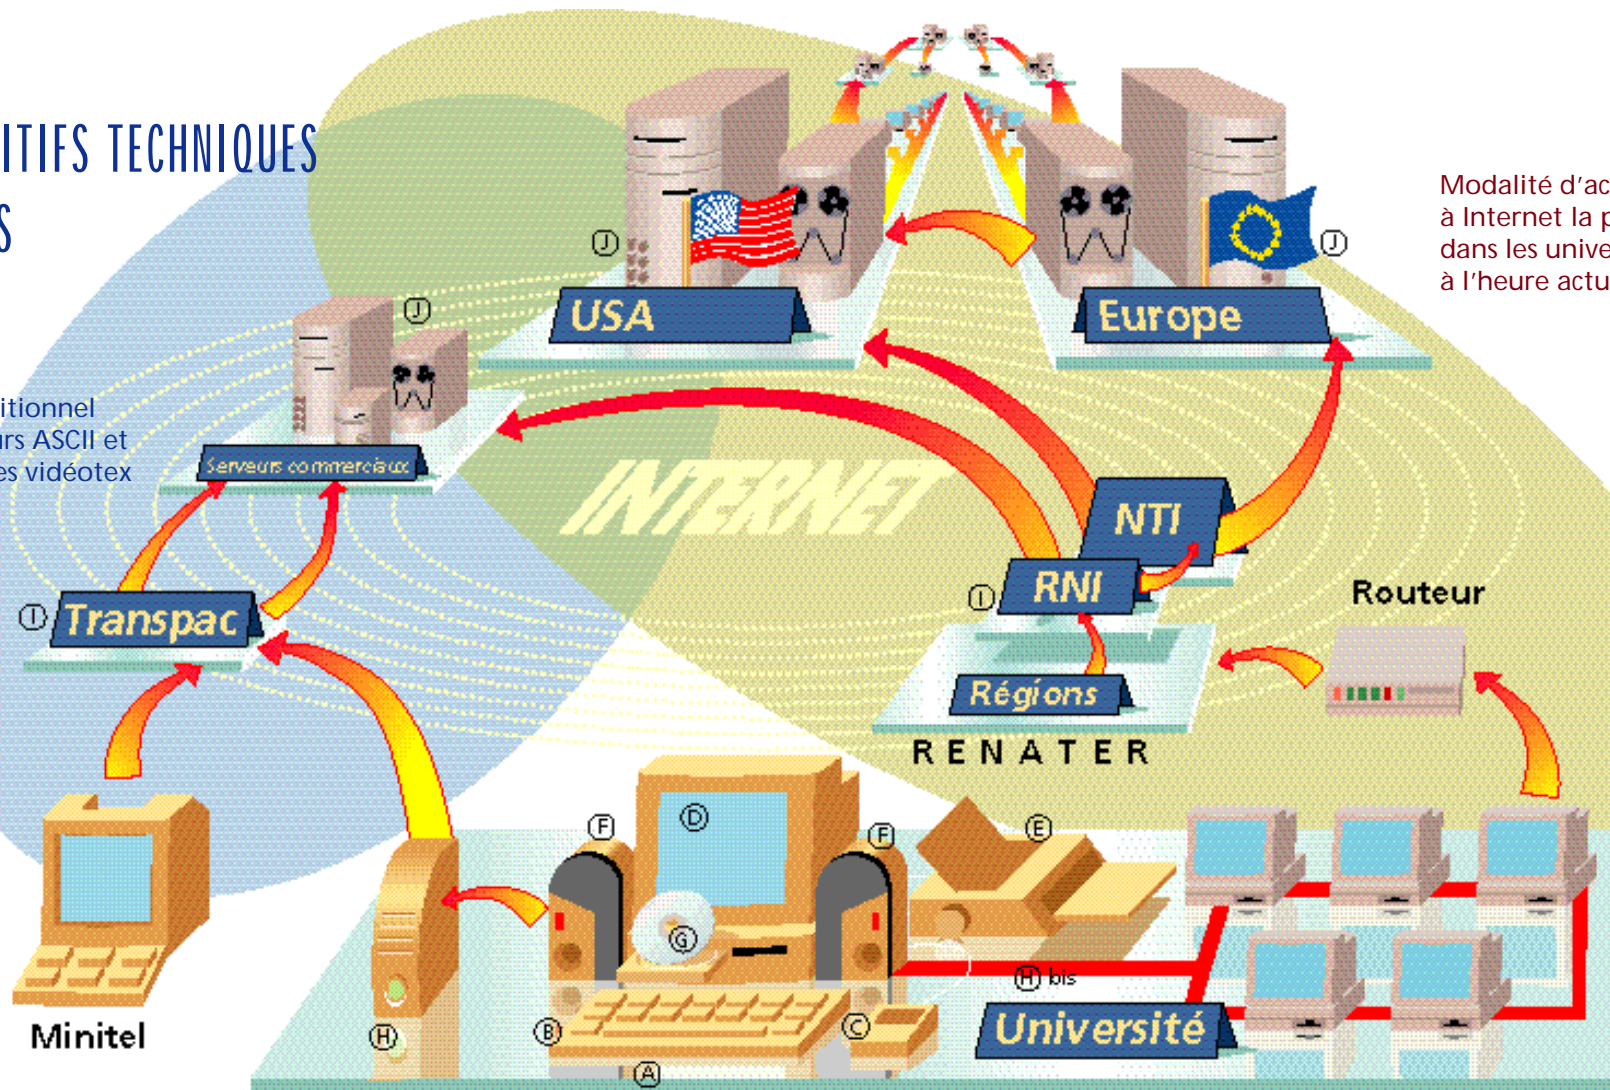 ITIFS TECHNIQUES
S
Modalité d'ac
à Internet la p
dans les unive
à l'heure actu
J
J
USA
Europe
J
itionnel
urs ASCII et
es vidéotex
Serveurs commerciaux
INTERNET
NTI
RNI
I
Routeur
I
Transpac
Régions
RENATER
F
D
F
E
G
H bis
Université
B
C
H
A
Minitel